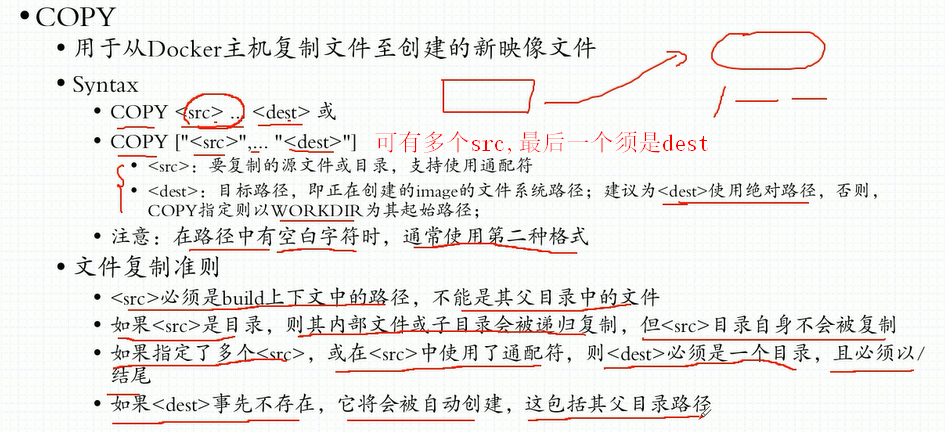 COPY
用于从Docker主机复制文件至创建的新映像文件
Syntax
COPY <src> ... <dest> 或
COPY ["<src>",... "<dest>"] 可有多个src,最后一个须是dest
<src>：要复制的源文件或目录，支持使用通配符
<dest>：目标路径，即正在创建的image的文件系统路径；建议为<dest>使用绝对路径，否则，
COPY指定则以WORKDIR为其起始路径；
注意：在路径中有空白字符时，通常使用第二种格式
文件复制准则
<src>必须是build上下文中的路径，不能是其父目录中的文件
如果<src>是目录，则其内部文件或子目录会被递归复制，但<src>目录自身不会被复制
如果指定了多个<src>，或在<src>中使用了通配符，则<dest>必须是一个目录，且必须以/
结尾
如果<dest>事先不存在，它将会被自动创建，这包括其父目录路径